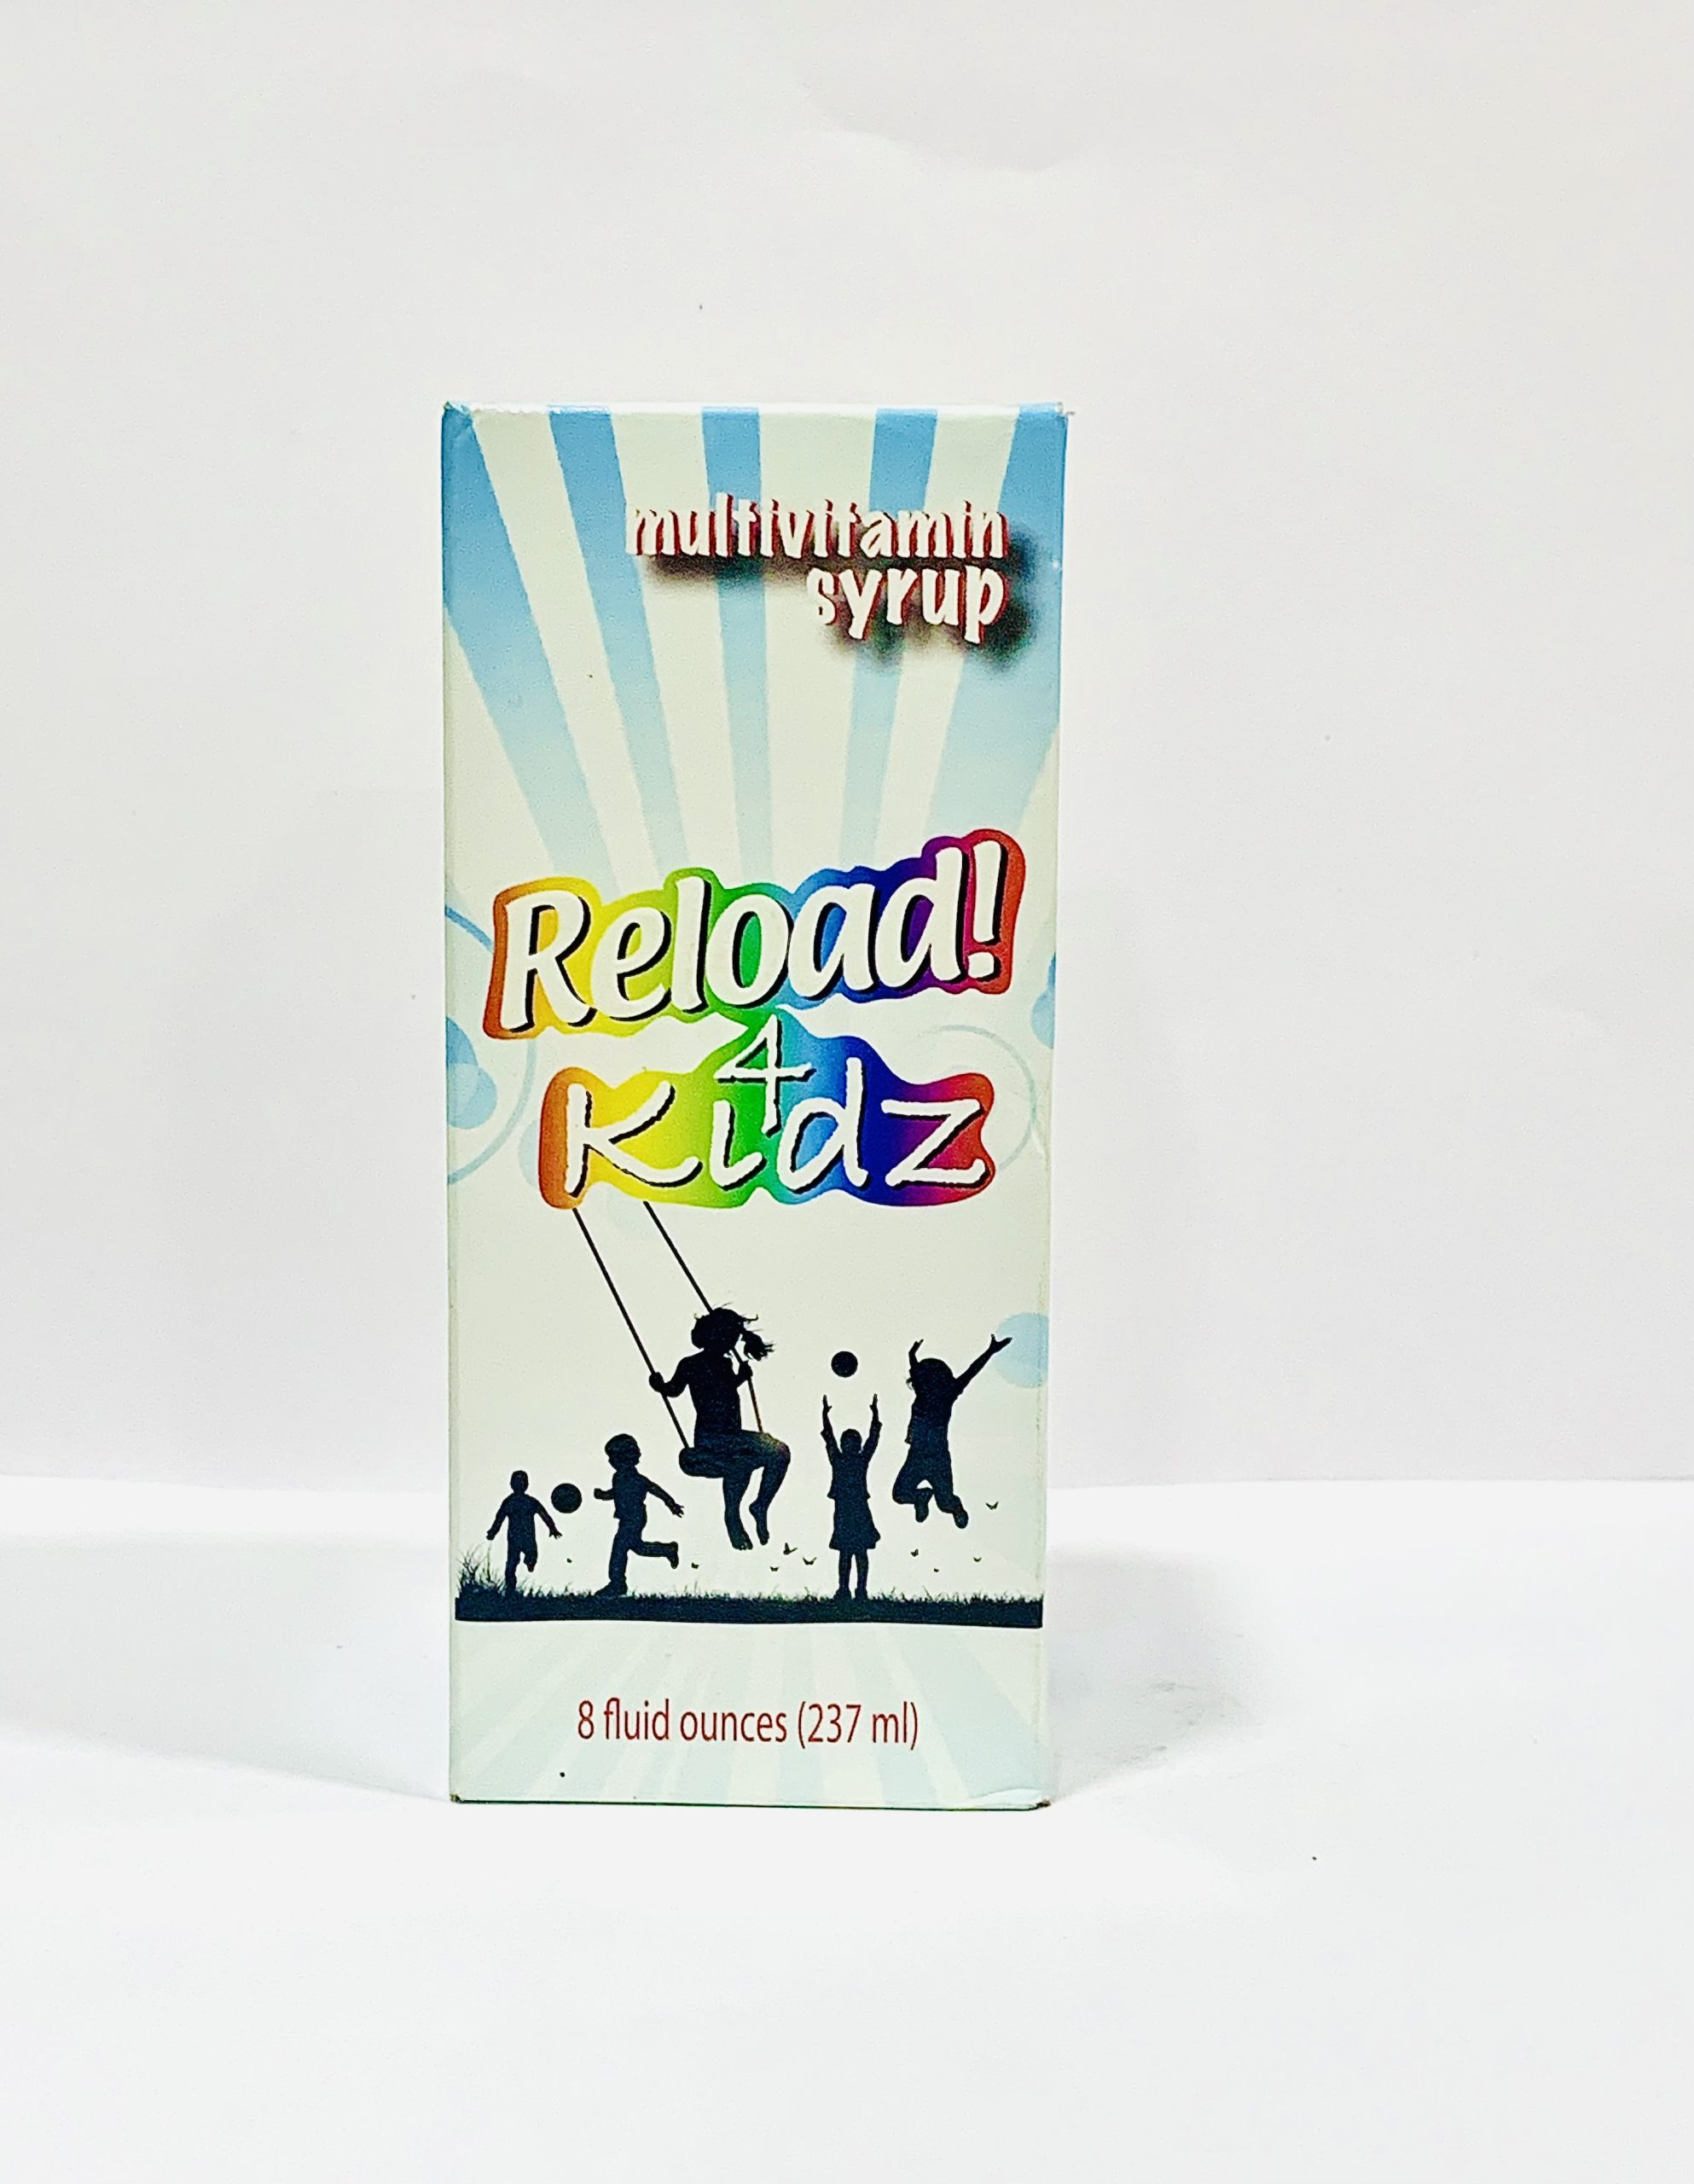 multivitamin
syrup
Reload!
4
Kidz
8 fluid ounces (237 ml)